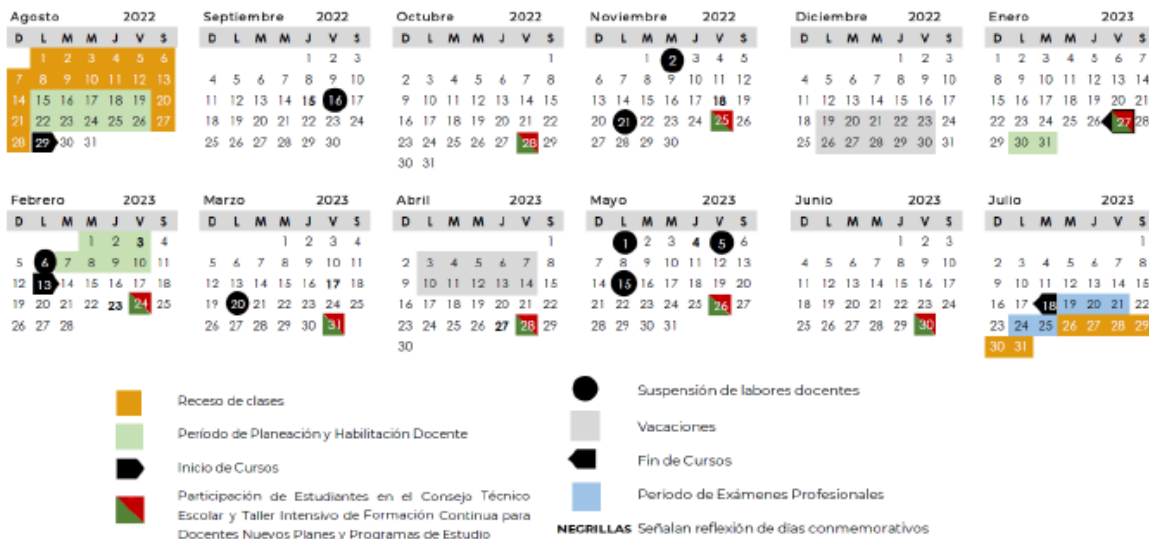 Agosto 2022
D L M M J V S
1 2 3 4 5 6
7 8 9 10 11 12 13
14 15 16 17 18 19 20
21 22 23 24 25 26 27
28 29 30 31
Septiembre 2022
D L M M J V S
1 2 3
4 5 6 7 8 9 10
11 12 13 14 15 16 17
18 19 20 21 22 23 24
25 26 27 28 29 30
Octubre 2022
D L M M J V S
1
2 3 4 5 6 7 8
9 10 11 12 13 14 15
16 17 18 19 20 21 22
23 24 25 26 27 28 29
30 31
Noviembre 2022
D L M M J V S
1 2 3 4 5
6 7 8 9 10 11 12
13 14 15 16 17 18 19
20 21 22 23 24 25 26
27 28 29 30
Diciembre 2022
D L M M J V S
1 2 3
4 5 6 7 8 9 10
11 12 13 14 15 16 17
18 19 20 21 22 23 24
25 26 27 28 29 30 31
Enero 2023
D L M M J V S
1 2 3 4 5 6 7
8 9 10 11 12 13 14
15 16 17 18 19 20 21
22 23 24 25 26 27 28
29 30 31
Febrero 2023
D L M M J V S
1 2 3 4
5 6 7 8 9 10 11
12 13 14 15 16 17 18
19 20 21 22 23 24 25
26 27 28
Marzo 2023
D L M M J V S
1 2 3 4
5 6 7 8 9 10 11
12 13 14 15 16 17 18
19 20 21 22 23 24 25
26 27 28 29 30 31
Abril 2023
D L M M J V S
1
2 3 4 5 6 7 8
9 10 11 12 13 14 15
16 17 18 19 20 21 22
23 24 25 26 27 28 29
30
Mayo 2023
D L M M J V S
1 2 3 4 5 6
7 8 9 10 11 12 13
14 15 16 17 18 19 20
21 22 23 24 25 26 27
28 29 30 31
Junio 2023
D L M M J V S
1 2 3
4 5 6 7 8 9 10
11 12 13 14 15 16 17
18 19 20 21 22 23 24
25 26 27 28 29 30
Julio 2023
D L M M J V S
1
2 3 4 5 6 7 8
9 10 11 12 13 14 15
16 17 18 19 20 21 22
23 24 25 26 27 28 29
30 31
Receso de clases
Período de Planeación y Habilitación Docente
Inicio de Cursos
Participación de Estudiantes en el Consejo Técnico
Escolar y Taller Intensivo de Formación Continua para
Docentes Nuevos Planes y Programas de Estudio
Suspensión de labores docentes
Vacaciones
Fin de Cursos
Período de Exámenes Profesionales
NEGRILLAS Señalan reflexión de días conmemorativos